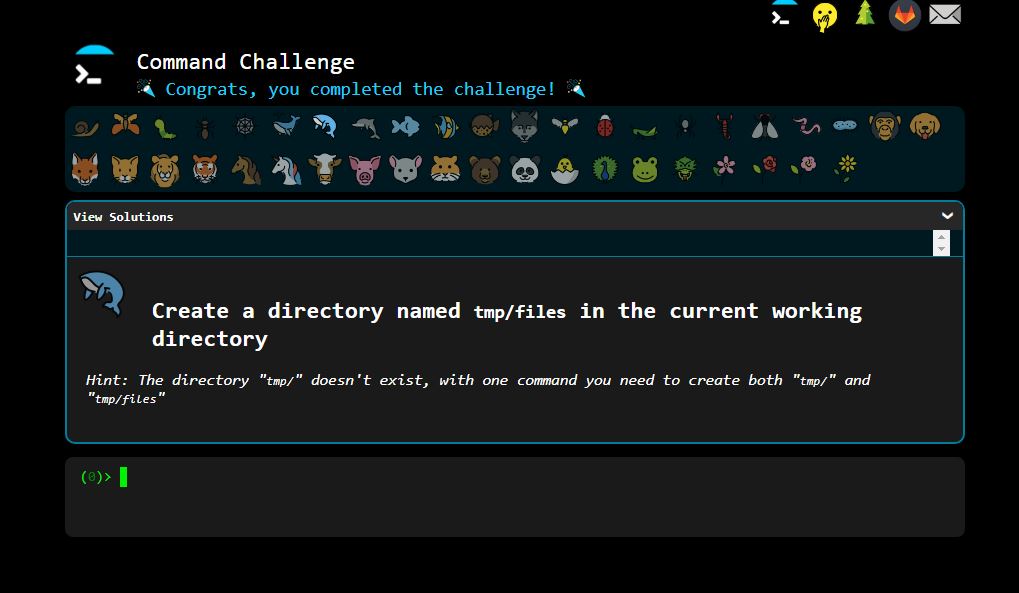 Command Challenge
Congrats, you completed the challenge!
View Solutions
Create a directory named tmp/files in the current working
directory
Hint: The directory "tmp/" doesn't exist, with one command you need to create both "tmp/" and
"tmp/files"
(0)>